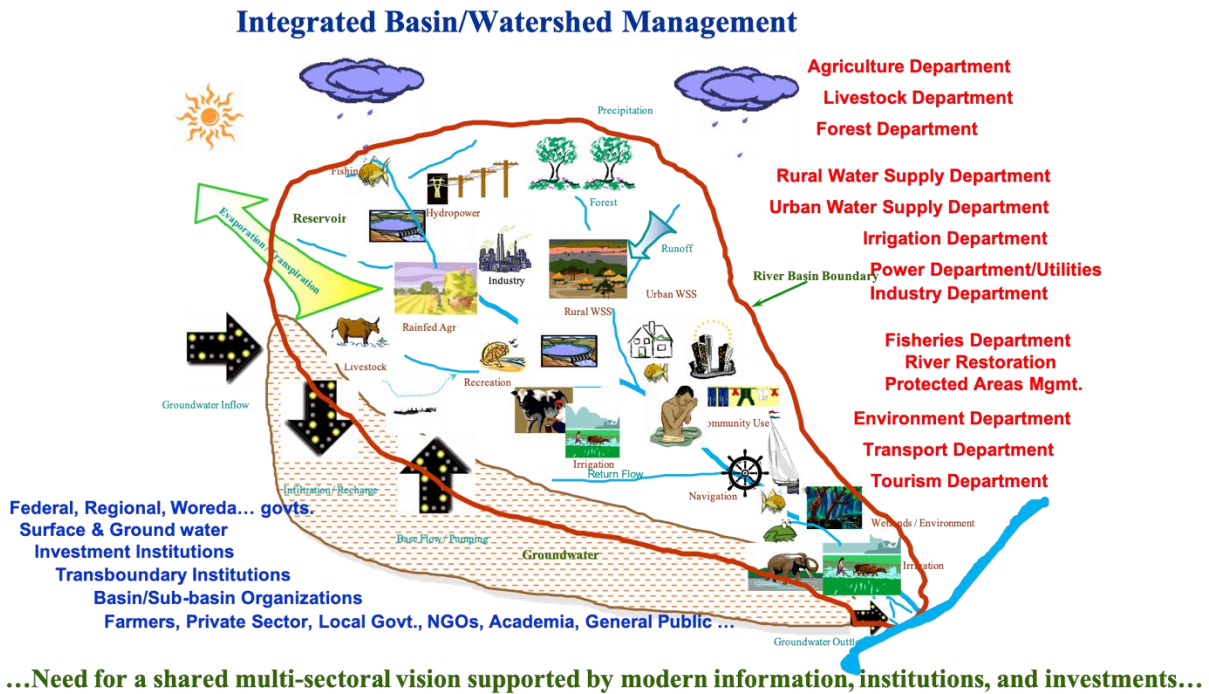 Integrated Basin/Watershed Management
Agriculture Department
Livestock Department
Forest Department
Precipitation
Fishing
Rural Water Supply Department
Urban Water Supply Department
Irrigation Department
Power Department/Utilities
Industry Department
Fisheries Department
River Restoration
Protected Areas Mgmt.
Environment Department
Transport Department
Tourism Department
Reservoir
Hydropower
Forest
Runoff
River Basin Boundary
Evaporation / Transpiration
Industry
Urban WSS
Rural WSS
Rainfed Agr
Livestock
Recreation
Groundwater Inflow
ommunity Use
Irrigation
Return Flow
Navigation
Infiltration / Recharge
Wetlands / Environment
Base Flow / Pumping
Groundwater
Irrigation
Groundwater Outfl
Federal, Regional, Woreda… govts.
Surface & Ground water
Investment Institutions
Transboundary Institutions
Basin/Sub-basin Organizations
Farmers, Private Sector, Local Govt., NGOs, Academia, General Public …
…Need for a shared multi-sectoral vision supported by modern information, institutions, and investments…